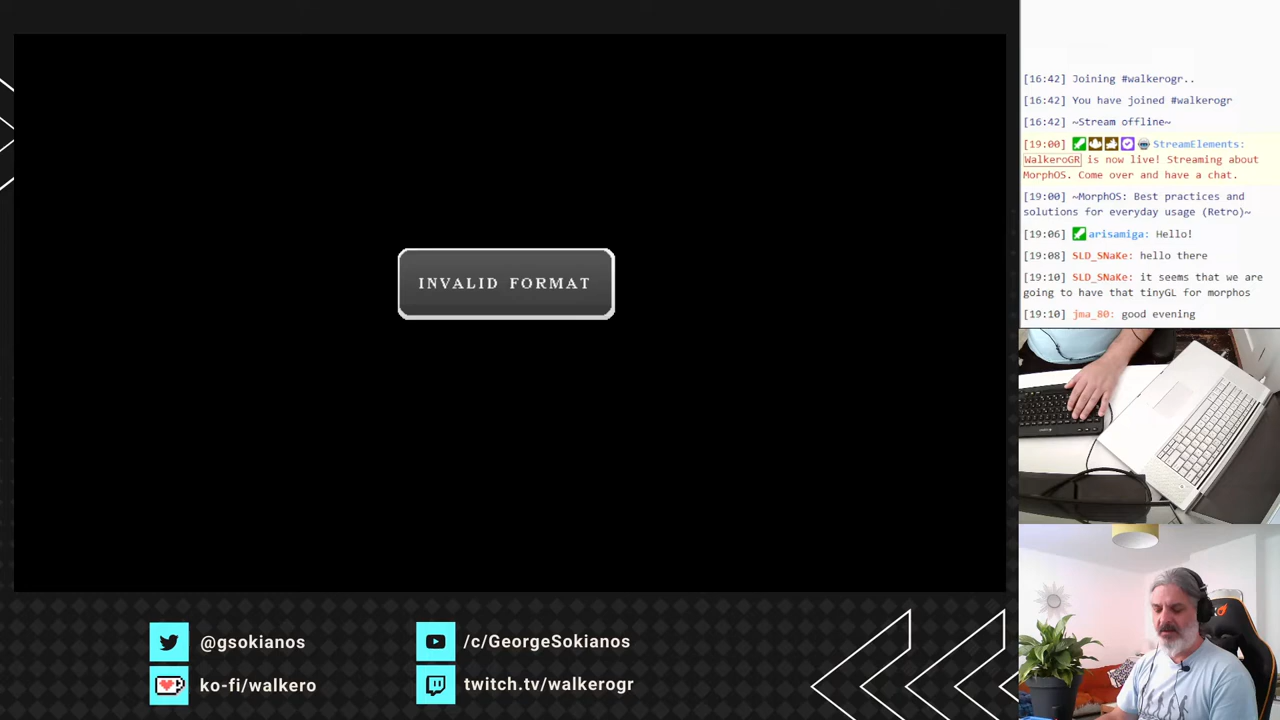 INVALID FORMAT
[16:42] Joining #walkerogr..
[16:42] You have joined #walkerogr
[16:42] ~Stream offline~
[19:00] StreamElements:
WalkeroGR is now live! Streaming about
MorphOS. Come over and have a chat.
[19:00] ~MorphOS: Best practices and
solutions for everyday usage (Retro)~
[19:06] arisamiga: Hello!
[19:08] SLD_SNaKe: hello there
[19:10] SLD_SNaKe: it seems that we are
going to have that tinyGL for morphos
[19:10] jma_80: good evening
@gsokianos
/c/GeorgeSokianos
ko-fi/walkero
twitch.tv/walkerogr